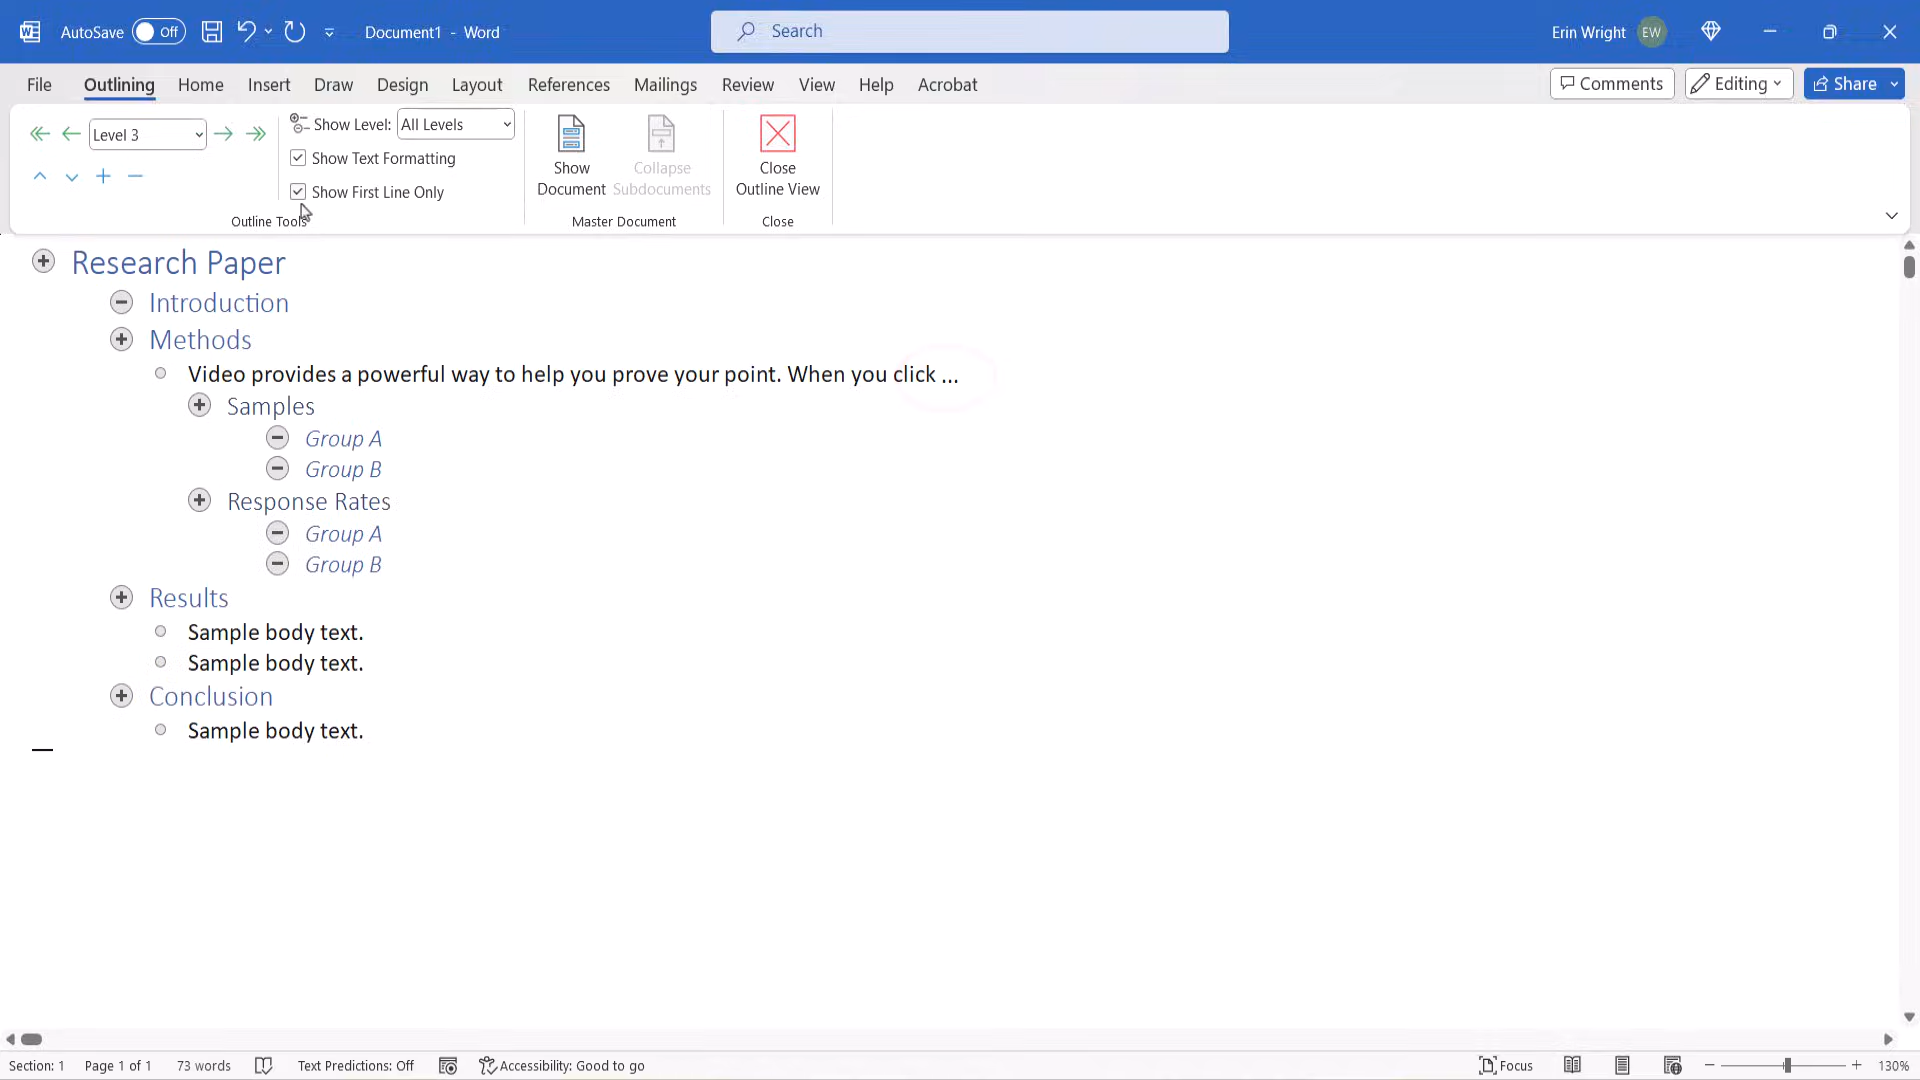 AutoSave Off Document1 - Word Search Erin Wright EW
File Outlining Home Insert Draw Design Layout References Mailings Review View Help Acrobat Comments Editing Share
Level 3
Show Level: All Levels
Show Text Formatting
Show First Line Only
Outline Tools
Show Document
Collapse Subdocuments
Master Document
Close Outline View
Close
Research Paper
Introduction
Methods
Video provides a powerful way to help you prove your point. When you click ...
Samples
Group A
Group B
Response Rates
Group A
Group B
Results
Sample body text.
Sample body text.
Conclusion
Sample body text.
Section: 1 Page 1 of 1 73 words Text Predictions: Off Accessibility: Good to go Focus 130%